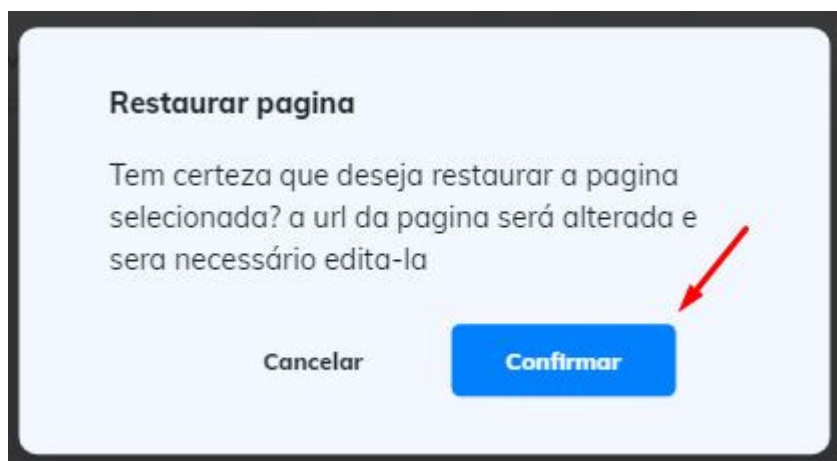 Restaurar pagina
Tem certeza que deseja restaurar a pagina
selecionada? a url da pagina será alterada e
sera necessário edita-la
Cancelar
Confirmar